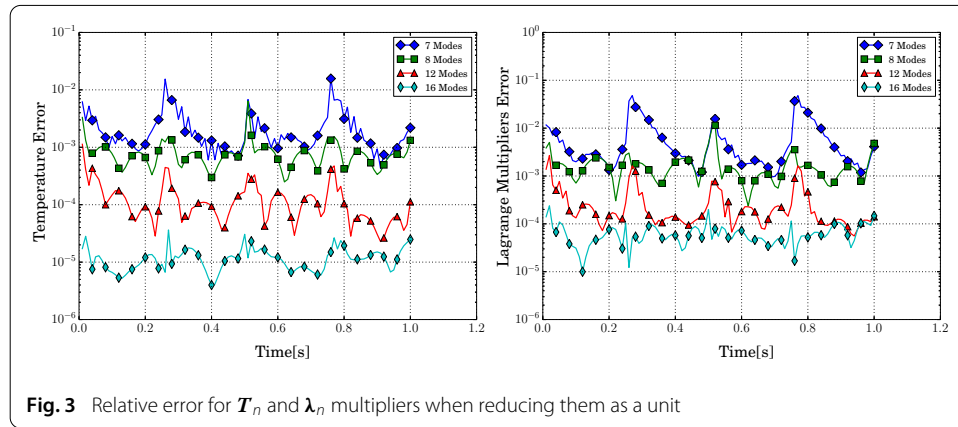 10⁻¹
10⁻²
10⁻³
10⁻⁴
10⁻⁵
10⁻⁶
Temperature Error
0.0 0.2 0.4 0.6 0.8 1.0 1.2
Time[s]
7 Modes
8 Modes
12 Modes
16 Modes
10⁰
10⁻¹
10⁻²
10⁻³
10⁻⁴
10⁻⁵
10⁻⁶
Lagrange Multipliers Error
0.0 0.2 0.4 0.6 0.8 1.0 1.2
Time[s]
7 Modes
8 Modes
12 Modes
16 Modes
Fig. 3 Relative error for Tₙ and λₙ multipliers when reducing them as a unit